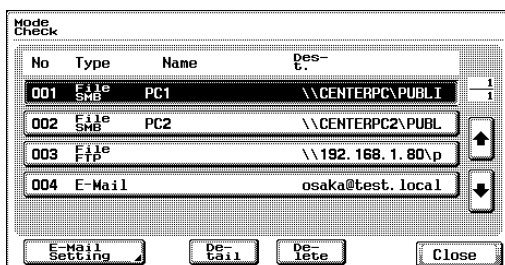 Mode
Check
No Type Name Des-
t.
001 File
SMB PC1 \\CENTERPC\PUBLI
1
1
002 File
SMB PC2 \\CENTERPC2\PUBL
003 File
FTP \\192.168.1.80\p
004 E-Mail osaka@test.local
E-Mail
Setting
De-
tail
De-
lete
Close